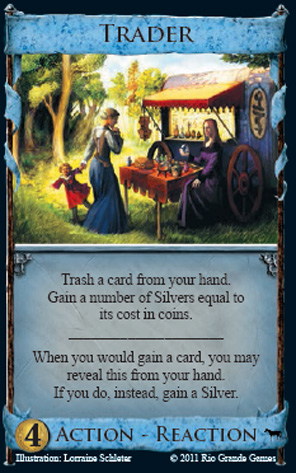 TRADER
Trash a card from your hand.
Gain a number of Silvers equal to
its cost in coins.
When you would gain a card, you may
reveal this from your hand.
If you do, instead, gain a Silver.
4 ACTION - REACTION
Illustration: Lorraine Schleter © 2011 Rio Grande Games